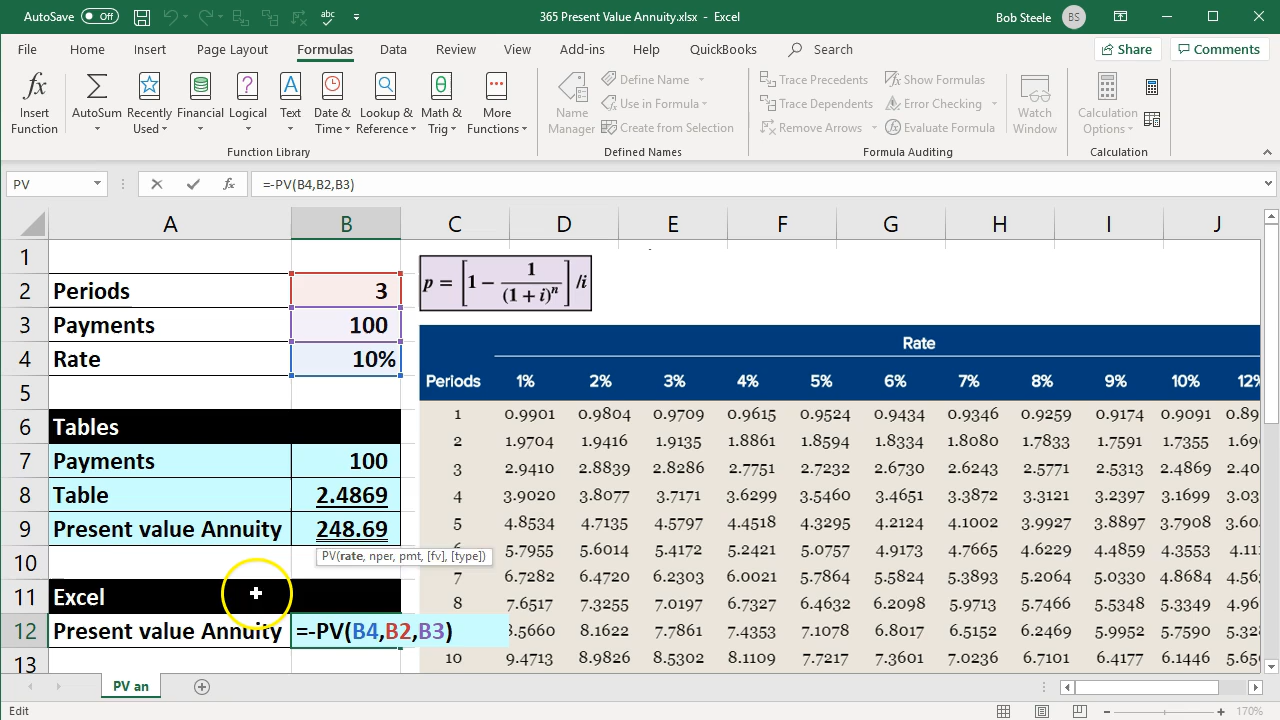 AutoSave Off abc 365 Present Value Annuity.xlsx - Excel Bob Steele BS
File Home Insert Page Layout Formulas Data Review View Add-ins Help QuickBooks Search Share Comments
fx Insert Function
Σ AutoSum
Recently Used
Financial
? Logical
A Text
Date & Time
Lookup & Reference
θ Math & Trig
More Functions
Function Library
Name Manager
Define Name
Use in Formula
Create from Selection
Defined Names
Trace Precedents
Trace Dependents
Remove Arrows
Show Formulas
Error Checking
Evaluate Formula
Watch Window
Formula Auditing
Calculation Options
Calculation
PV fx =-PV(B4,B2,B3)
A B C D E F G H I J
1
2 Periods 3
3 Payments 100
4 Rate 10%
5
6 Tables
7 Payments 100
8 Table 2.4869
9 Present value Annuity 248.69
PV(rate, nper, pmt, [fv], [type])
10
11 Excel
12 Present value Annuity =-PV(B4,B2,B3)
13
p = [1 − 1 / (1 + i)ⁿ] /i
Rate
Periods 1% 2% 3% 4% 5% 6% 7% 8% 9% 10% 12%
1 0.9901 0.9804 0.9709 0.9615 0.9524 0.9434 0.9346 0.9259 0.9174 0.9091 0.89
2 1.9704 1.9416 1.9135 1.8861 1.8594 1.8334 1.8080 1.7833 1.7591 1.7355 1.69
3 2.9410 2.8839 2.8286 2.7751 2.7232 2.6730 2.6243 2.5771 2.5313 2.4869 2.40
4 3.9020 3.8077 3.7171 3.6299 3.5460 3.4651 3.3872 3.3121 3.2397 3.1699 3.03
5 4.8534 4.7135 4.5797 4.4518 4.3295 4.2124 4.1002 3.9927 3.8897 3.7908 3.60
5.7955 5.6014 5.4172 5.2421 5.0757 4.9173 4.7665 4.6229 4.4859 4.3553 4.11
7 6.7282 6.4720 6.2303 6.0021 5.7864 5.5824 5.3893 5.2064 5.0330 4.8684 4.56
8 7.6517 7.3255 7.0197 6.7327 6.4632 6.2098 5.9713 5.7466 5.5348 5.3349 4.96
.5660 8.1622 7.7861 7.4353 7.1078 6.8017 6.5152 6.2469 5.9952 5.7590 5.32
10 9.4713 8.9826 8.5302 8.1109 7.7217 7.3601 7.0236 6.7101 6.4177 6.1446 5.65
PV an
Edit 170%